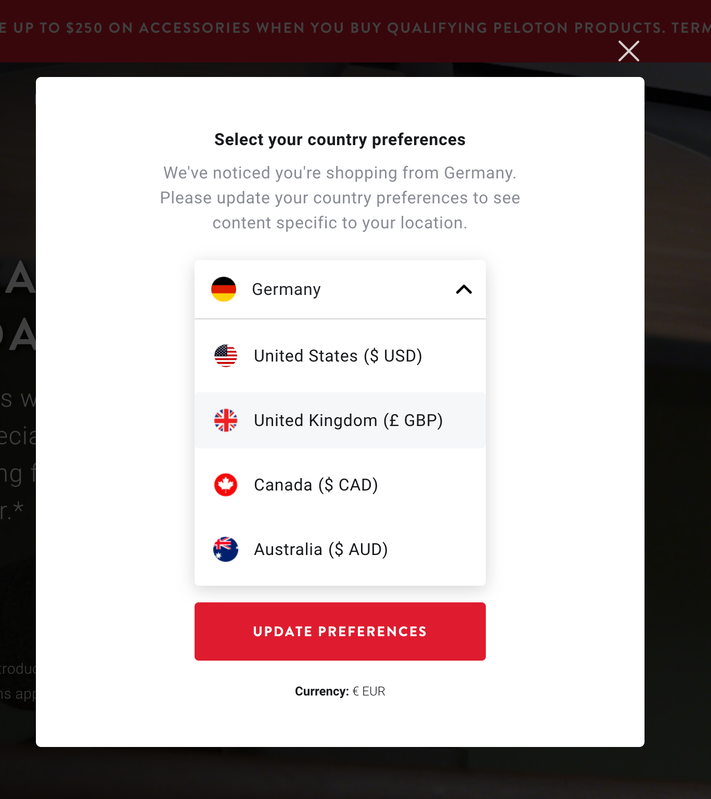 UP TO $250 ON ACCESSORIES WHEN YOU BUY QUALIFYING PELOTON PRODUCTS.
Select your country preferences
We've noticed you're shopping from Germany.
Please update your country preferences to see
content specific to your location.
Germany
United States ($ USD)
United Kingdom (£ GBP)
Canada ($ CAD)
Australia ($ AUD)
UPDATE PREFERENCES
Currency: € EUR